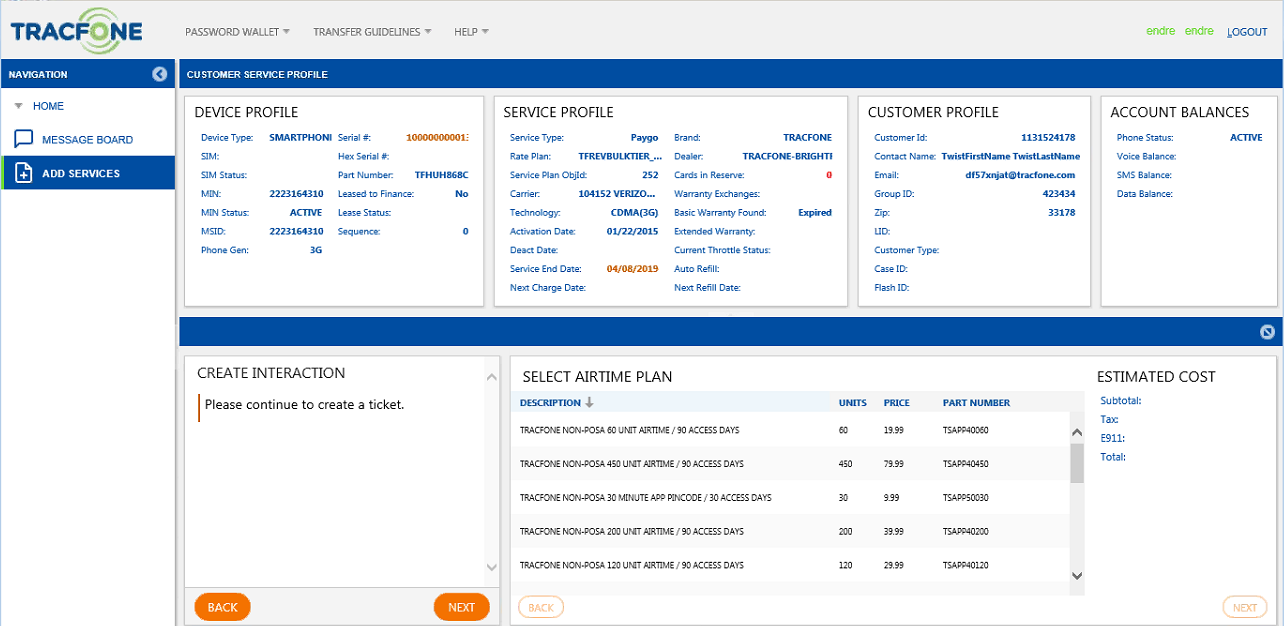 TRACFONE
PASSWORD WALLET
TRANSFER GUIDELINES
HELP
endre endre
LOGOUT
NAVIGATION
HOME
MESSAGE BOARD
ADD SERVICES
CUSTOMER SERVICE PROFILE
DEVICE PROFILE
Device Type: SMARTPHONI
SIM:
SIM Status:
MIN: 2223164310
MIN Status: ACTIVE
MSID: 2223164310
Phone Gen: 3G
Serial #: 10000000001
Hex Serial #:
Part Number: TFHUH868C
Leased to Finance: No
Lease Status:
Sequence: 0
SERVICE PROFILE
Service Type: Paygo
Rate Plan: TFREVBULKTIER_...
Service Plan ObjId: 252
Carrier: 104152 VERIZO...
Technology: CDMA(3G)
Activation Date: 01/22/2015
Deact Date:
Service End Date: 04/08/2019
Next Charge Date:
Brand: TRACFONE
Dealer: TRACFONE-BRIGHTI
Cards in Reserve: 0
Warranty Exchanges:
Basic Warranty Found: Expired
Extended Warranty:
Current Throttle Status:
Auto Refill:
Next Refill Date:
CUSTOMER PROFILE
Customer Id: 1131524178
Contact Name: TwistFirstName TwistLastName
Email: df57xnjat@tracfone.com
Group ID: 423434
Zip: 33178
LID:
Customer Type:
Case ID:
Flash ID:
ACCOUNT BALANCES
Phone Status: ACTIVE
Voice Balance:
SMS Balance:
Data Balance:
CREATE INTERACTION
Please continue to create a ticket.
BACK
NEXT
SELECT AIRTIME PLAN
DESCRIPTION UNITS PRICE PART NUMBER
TRACFONE NON-POSA 60 UNIT AIRTIME / 90 ACCESS DAYS 60 19.99 TSAPP40060
TRACFONE NON-POSA 450 UNIT AIRTIME / 90 ACCESS DAYS 450 79.99 TSAPP40450
TRACFONE NON-POSA 30 MINUTE APP PINCODE / 30 ACCESS DAYS 30 9.99 TSAPP50030
TRACFONE NON-POSA 200 UNIT AIRTIME / 90 ACCESS DAYS 200 39.99 TSAPP40200
TRACFONE NON-POSA 120 UNIT AIRTIME / 90 ACCESS DAYS 120 29.99 TSAPP40120
BACK
ESTIMATED COST
Subtotal:
Tax:
E911:
Total:
NEXT